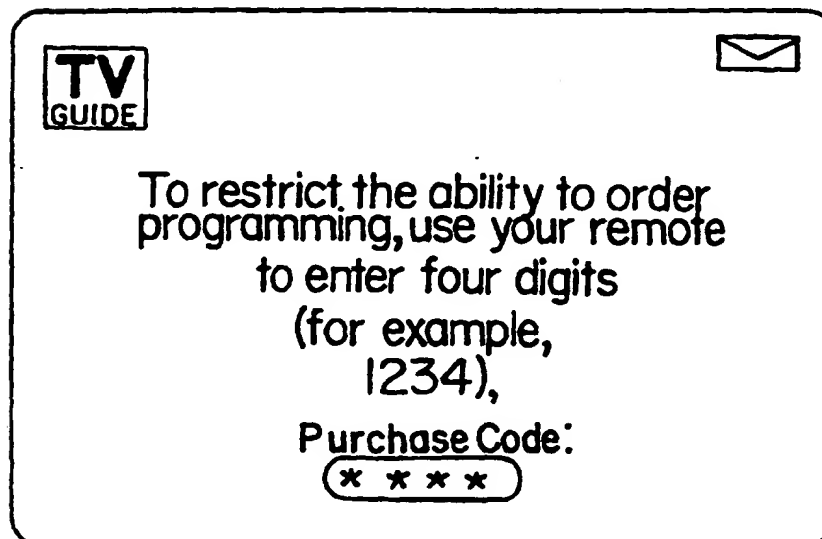 TV
GUIDE
To restrict the ability to order
programming, use your remote
to enter four digits
(for example,
1234),
Purchase Code:
* * * *